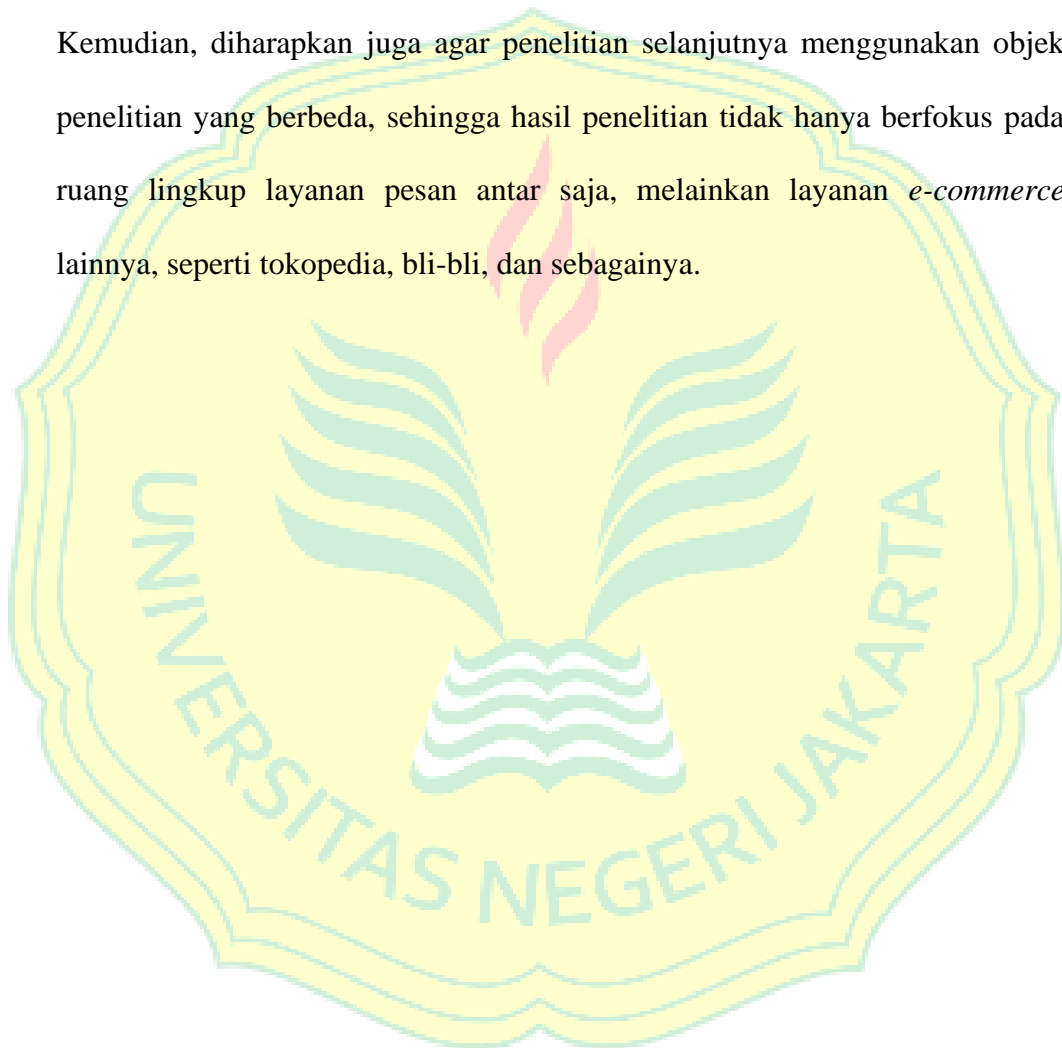 Kemudian, diharapkan juga agar penelitian selanjutnya menggunakan objek
penelitian yang berbeda, sehingga hasil penelitian tidak hanya berfokus pada
ruang lingkup layanan pesan antar saja, melainkan layanan e-commerce
lainnya, seperti tokopedia, bli-bli, dan sebagainya.
UNIVERSITAS NEGERI JAKARTA